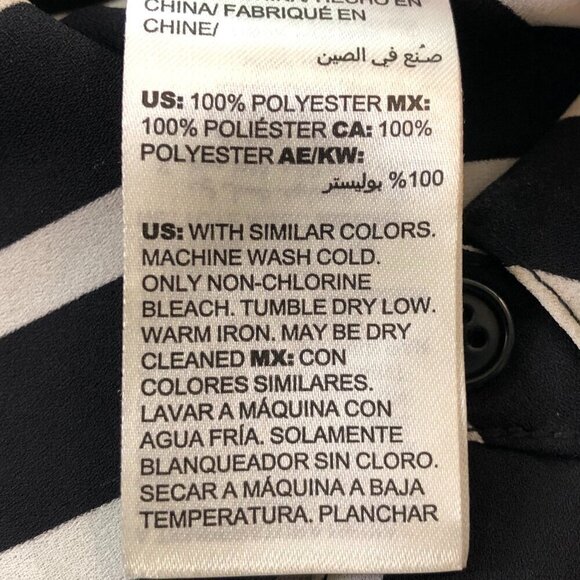 CHINA/ FABRIQUÉ EN
CHINE/
صُنع في الصين
US: 100% POLYESTER MX:
100% POLIÉSTER CA: 100%
POLYESTER AE/KW:
100% بوليستر
US: WITH SIMILAR COLORS.
MACHINE WASH COLD.
ONLY NON-CHLORINE
BLEACH. TUMBLE DRY LOW.
WARM IRON. MAY BE DRY
CLEANED MX: CON
COLORES SIMILARES.
LAVAR A MÁQUINA CON
AGUA FRÍA. SOLAMENTE
BLANQUEADOR SIN CLORO.
SECAR A MÁQUINA A BAJA
TEMPERATURA. PLANCHAR